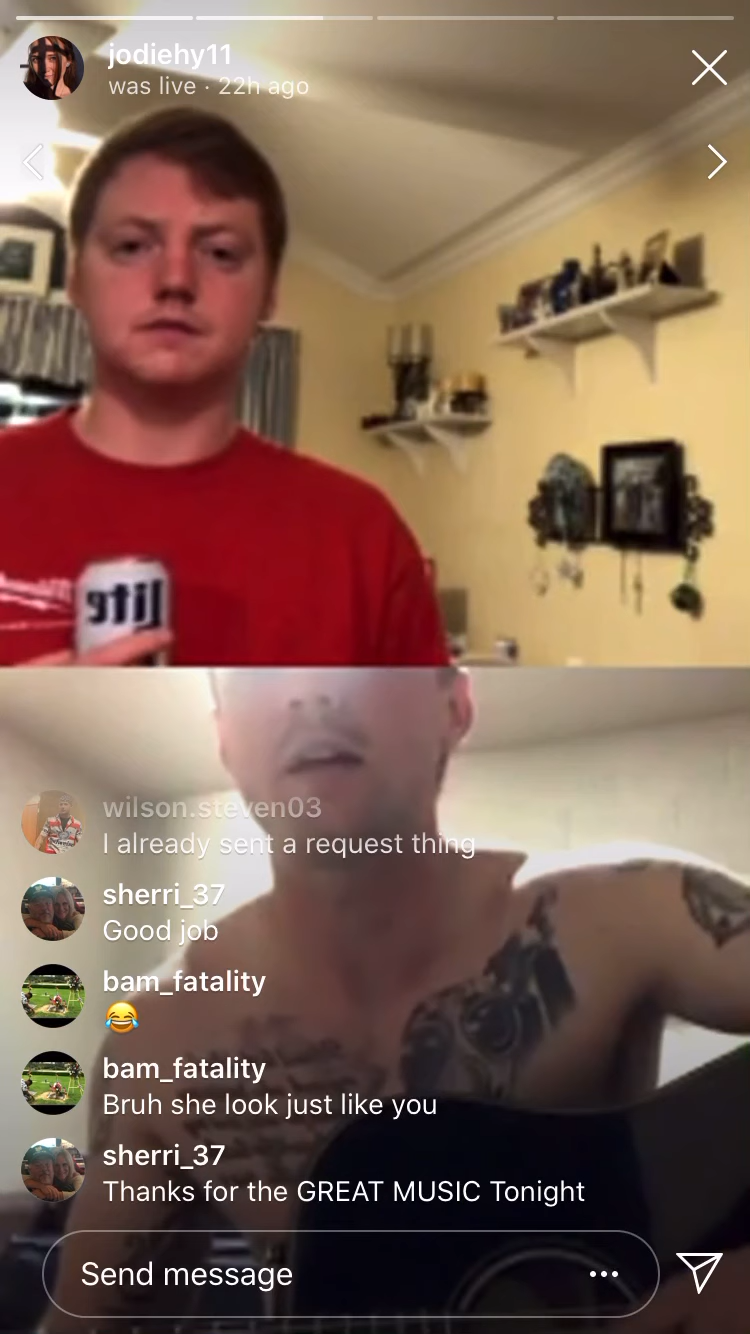 jodiehy11
was live · 22h ago
lite
wilson.steven03
I already sent a request thing
sherri_37
Good job
bam_fatality
😂
bam_fatality
Bruh she look just like you
sherri_37
Thanks for the GREAT MUSIC Tonight
Send message